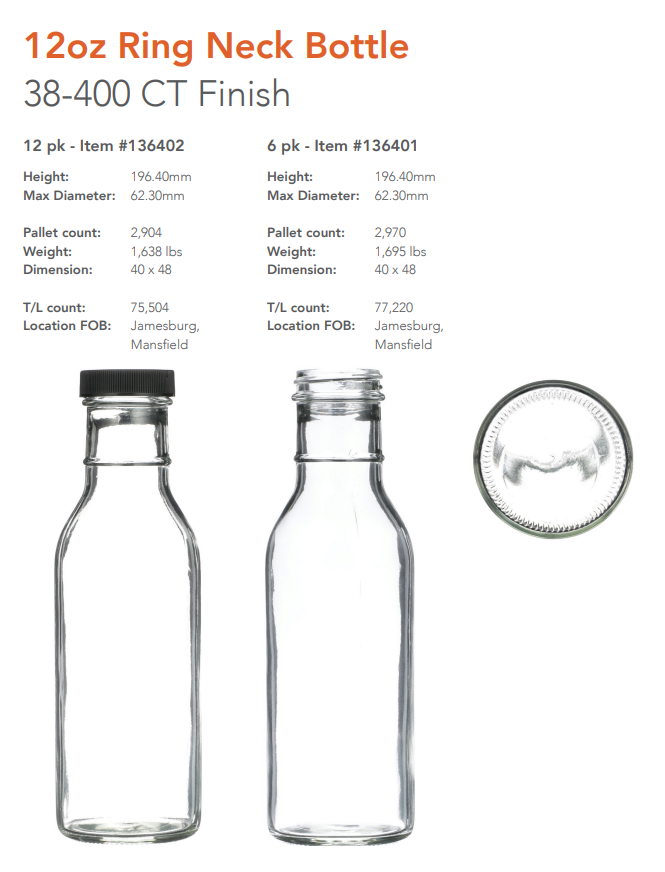 12oz Ring Neck Bottle
38-400 CT Finish
12 pk - Item #136402
Height: 196.40mm
Max Diameter: 62.30mm
Pallet count: 2,904
Weight: 1,638 lbs
Dimension: 40 x 48
T/L count: 75,504
Location FOB: Jamesburg,
Mansfield
6 pk - Item #136401
Height: 196.40mm
Max Diameter: 62.30mm
Pallet count: 2,970
Weight: 1,695 lbs
Dimension: 40 x 48
T/L count: 77,220
Location FOB: Jamesburg,
Mansfield